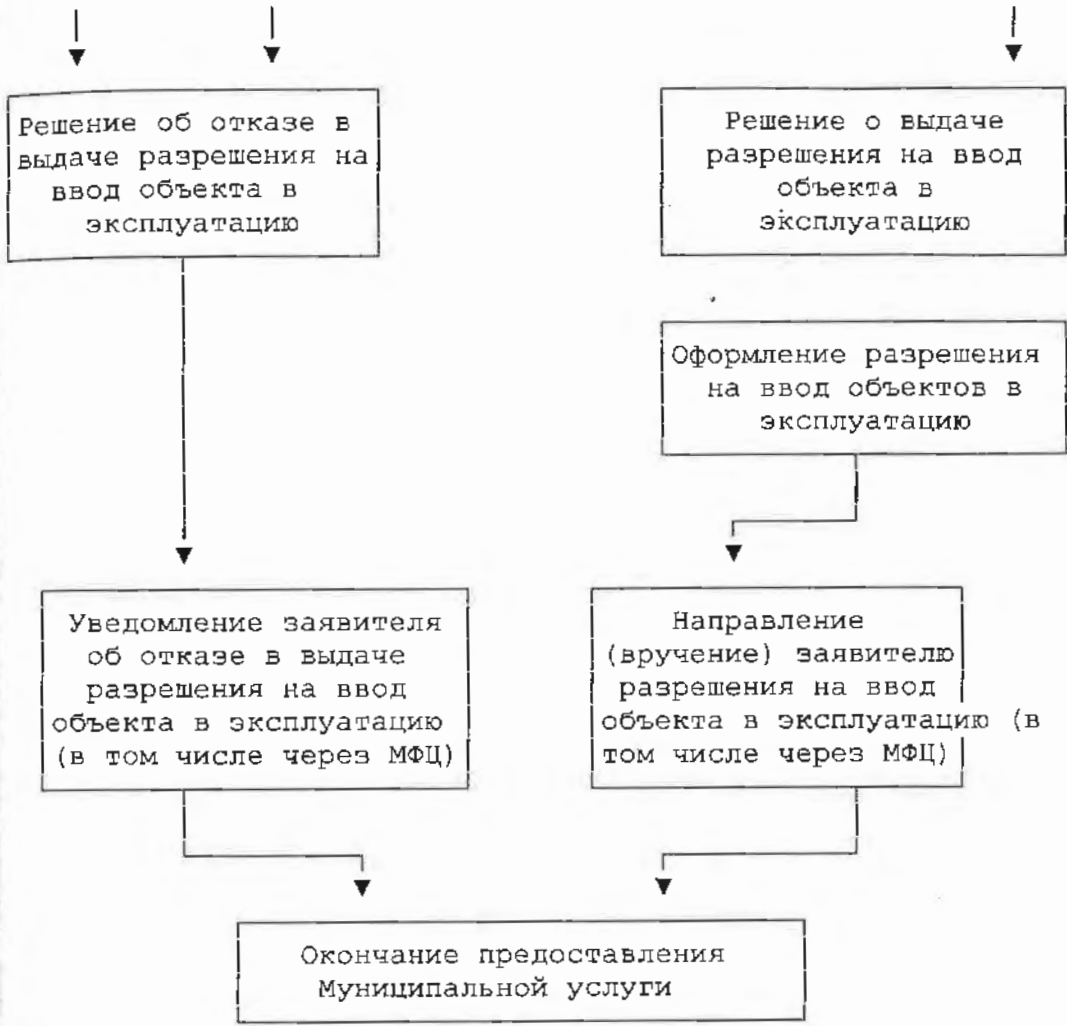 Решение об отказе в
выдаче разрешения на
ввод объекта в
эксплуатацию
Решение о выдаче
разрешения на ввод
объекта в
эксплуатацию
Оформление разрешения
на ввод объектов в
эксплуатацию
Уведомление заявителя
об отказе в выдаче
разрешения на ввод
объекта в эксплуатацию
(в том числе через МФЦ)
Направление
(вручение) заявителю
разрешения на ввод
объекта в эксплуатацию (в
том числе через МФЦ)
Окончание предоставления
Муниципальной услуги